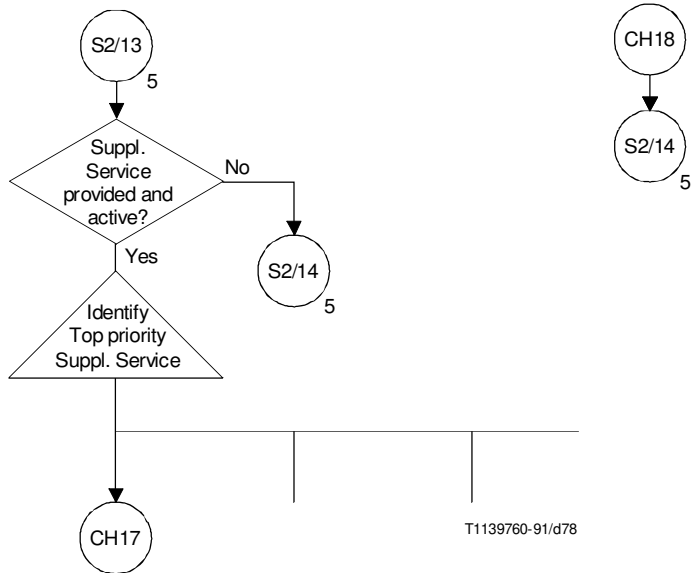 S2/13
5
Suppl.
Service
provided and
active?
No
Yes
S2/14
5
Identify
Top priority
Suppl. Service
CH17
CH18
S2/14
5
T1139760-91/d78